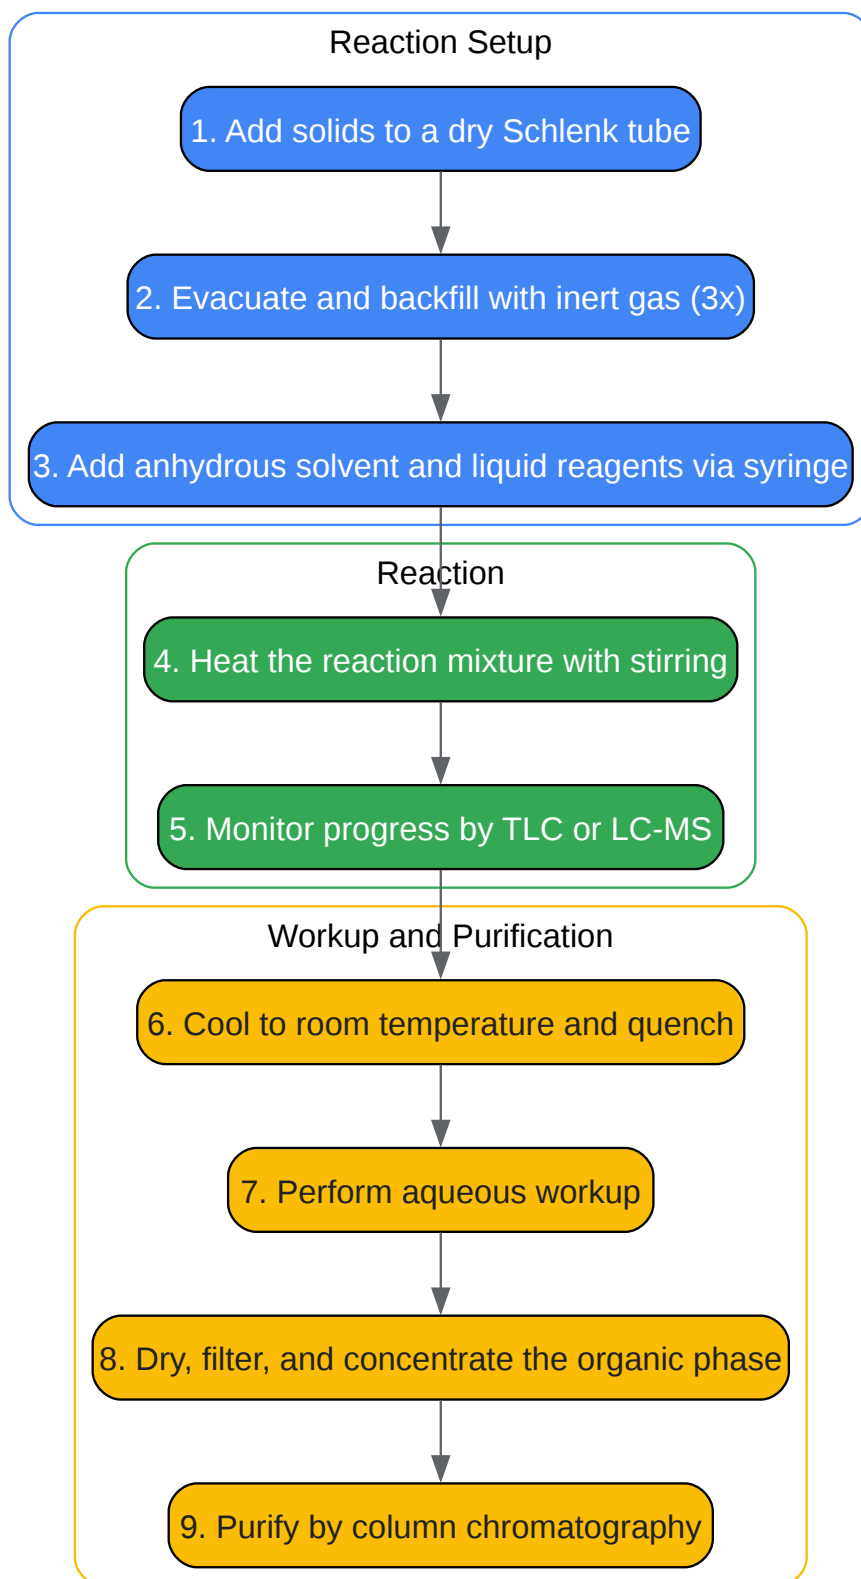 Reaction Setup
1. Add solids to a dry Schlenk tube
2. Evacuate and backfill with inert gas (3x)
3. Add anhydrous solvent and liquid reagents via syringe
Reaction
4. Heat the reaction mixture with stirring
5. Monitor progress by TLC or LC-MS
Workup and Purification
6. Cool to room temperature and quench
7. Perform aqueous workup
8. Dry, filter, and concentrate the organic phase
9. Purify by column chromatography